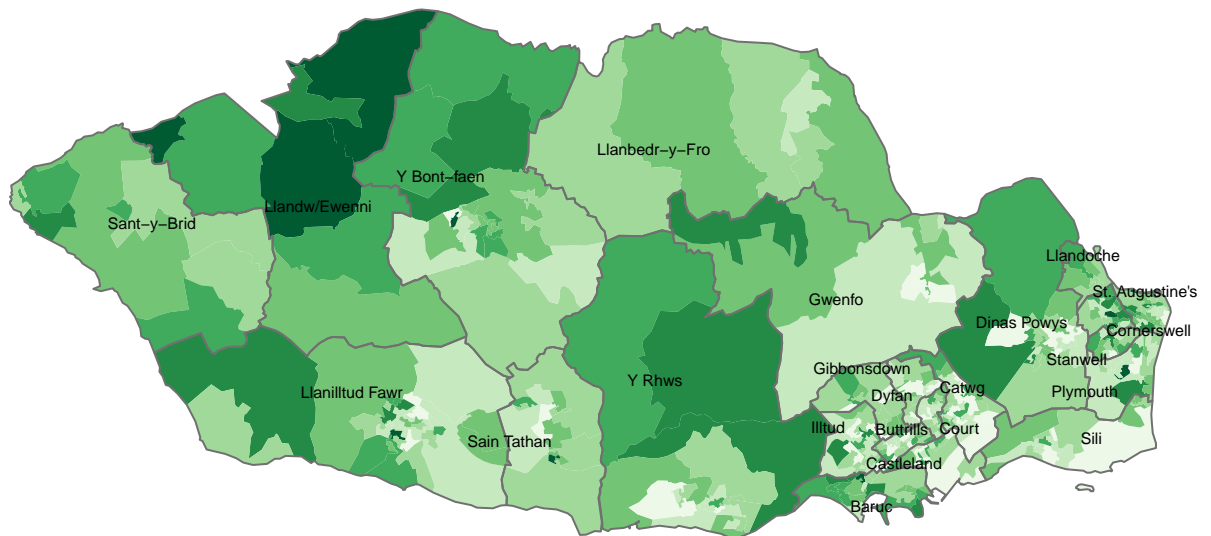 Llanbedr−y−Fro
Y Bont−faen
Llandw/Ewenni
Sant−y−Brid
Llandoche
St. Augustine's
Gwenfo
Dinas Powys
Cornerswell
Stanwell
Gibbonsdown
Y Rhws
Catwg
Llanilltud Fawr
Dyfan
Plymouth
Illtud
Buttrills
Court
Sain Tathan
Sili
Castleland
Baruc